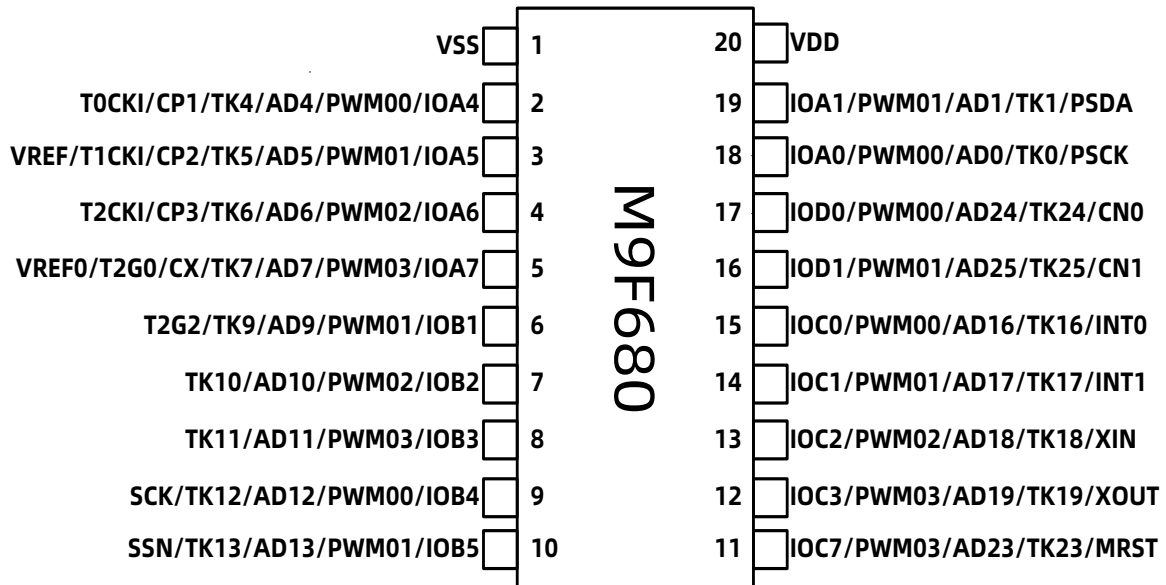 VSS 1 20 VDD
T0CKI/CP1/TK4/AD4/PWM00/IOA4 2 19 IOA1/PWM01/AD1/TK1/PSDA
VREF/T1CKI/CP2/TK5/AD5/PWM01/IOA5 3 18 IOA0/PWM00/AD0/TK0/PSCK
T2CKI/CP3/TK6/AD6/PWM02/IOA6 4 17 IOD0/PWM00/AD24/TK24/CN0
VREF0/T2G0/CX/TK7/AD7/PWM03/IOA7 5 16 IOD1/PWM01/AD25/TK25/CN1
T2G2/TK9/AD9/PWM01/IOB1 6 15 IOC0/PWM00/AD16/TK16/INT0
TK10/AD10/PWM02/IOB2 7 14 IOC1/PWM01/AD17/TK17/INT1
TK11/AD11/PWM03/IOB3 8 13 IOC2/PWM02/AD18/TK18/XIN
SCK/TK12/AD12/PWM00/IOB4 9 12 IOC3/PWM03/AD19/TK19/XOUT
SSN/TK13/AD13/PWM01/IOB5 10 11 IOC7/PWM03/AD23/TK23/MRST
M9F680